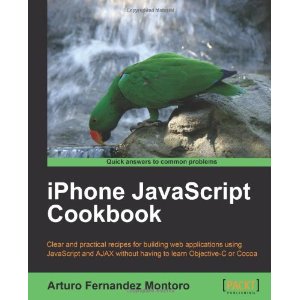 Quick answers to common problems
iPhone JavaScript
Cookbook
Clear and practical recipes for building web applications using
JavaScript and AJAX without having to learn Objective-C or Cocoa
Arturo Fernandez Montoro
PACKT
PUBLISHING